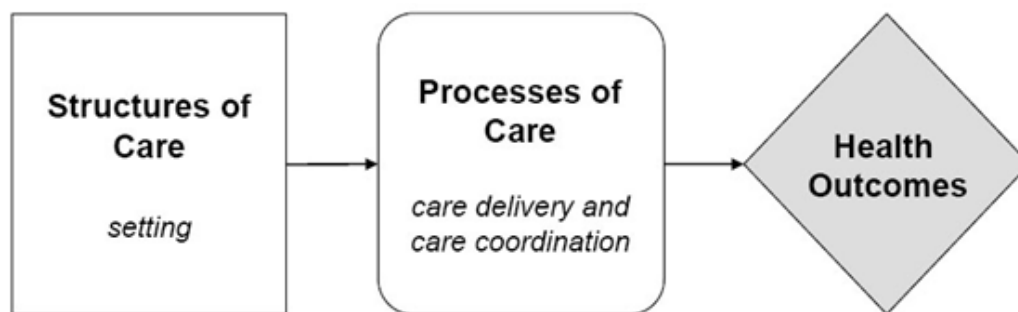 Structures of
Care
setting
Processes of
Care
care delivery and
care coordination
Health
Outcomes